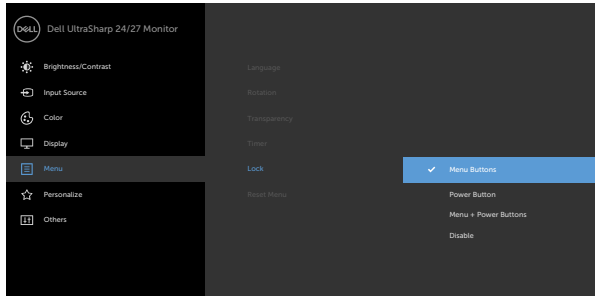 DELL Dell UltraSharp 24/27 Monitor
Brightness/Contrast
Input Source
Color
Display
Menu
Personalize
Others
Language
Rotation
Transparency
Timer
Lock
Reset Menu
Menu Buttons
Power Button
Menu + Power Buttons
Disable